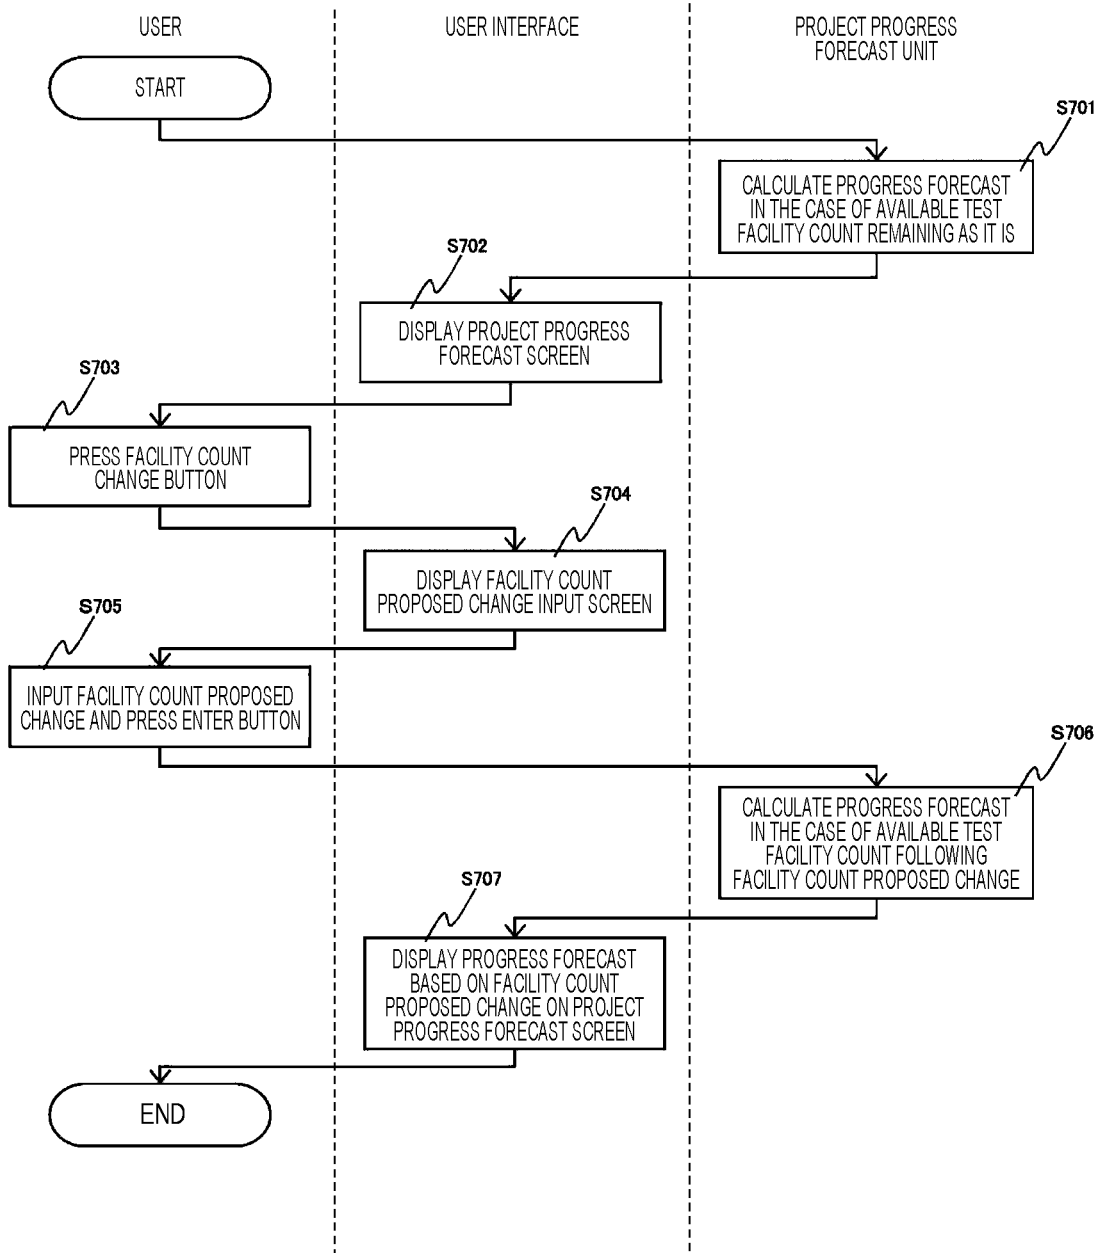 USER
USER INTERFACE
PROJECT PROGRESS
FORECAST UNIT
START
S701
CALCULATE PROGRESS FORECAST
IN THE CASE OF AVAILABLE TEST
FACILITY COUNT REMAINING AS IT IS
S702
DISPLAY PROJECT PROGRESS
FORECAST SCREEN
S703
PRESS FACILITY COUNT
CHANGE BUTTON
S704
DISPLAY FACILITY COUNT
PROPOSED CHANGE INPUT SCREEN
S705
INPUT FACILITY COUNT PROPOSED
CHANGE AND PRESS ENTER BUTTON
S706
CALCULATE PROGRESS FORECAST
IN THE CASE OF AVAILABLE TEST
FACILITY COUNT FOLLOWING
FACILITY COUNT PROPOSED CHANGE
S707
DISPLAY PROGRESS FORECAST
BASED ON FACILITY COUNT
PROPOSED CHANGE ON PROJECT
PROGRESS FORECAST SCREEN
END